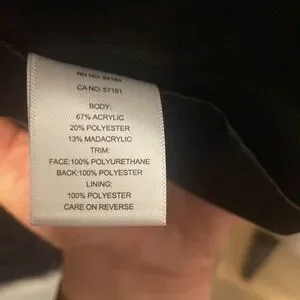 RN NO: 54169
CA NO: 57151
BODY:
67% ACRYLIC
20% POLYESTER
13% MADACRYLIC
TRIM:
FACE:100% POLYURETHANE
BACK:100% POLYESTER
LINING:
100% POLYESTER
CARE ON REVERSE